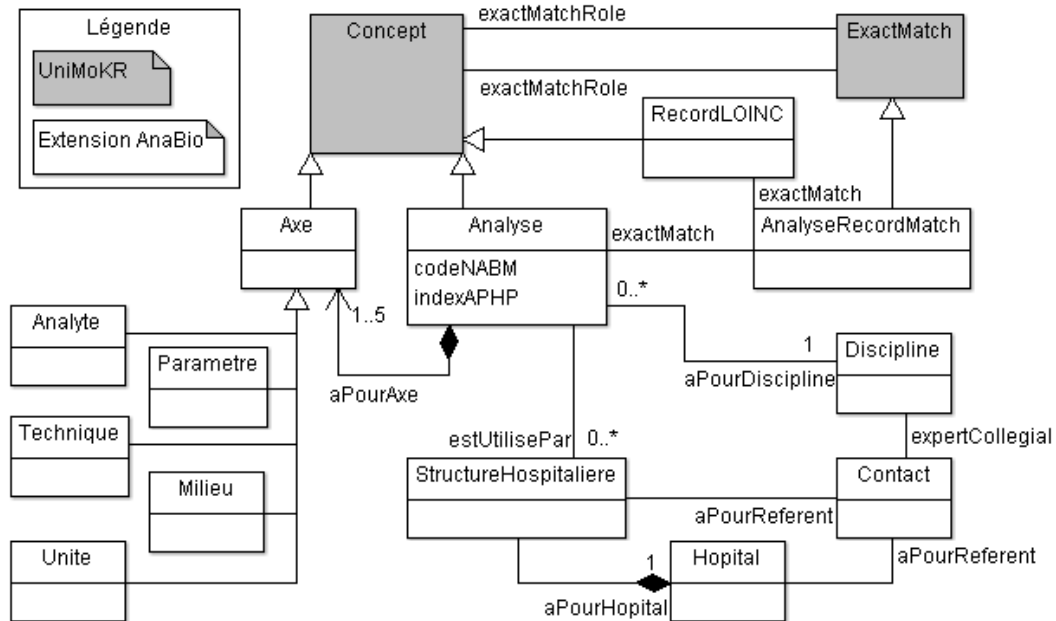 Légende
UniMoKR
Extension AnaBio
Concept
exactMatchRole
ExactMatch
exactMatchRole
RecordLOINC
exactMatch
Axe
Analyse
codeNABM
indexAPHP
exactMatch
AnalyseRecordMatch
0..*
1..5
aPourAxe
1
aPourDiscipline
Discipline
Analyte
Parametre
Technique
Milieu
Unite
estUtilisePar
0..*
expertCollegial
StructureHospitaliere
Contact
aPourReferent
aPourReferent
1
aPourHopital
Hopital